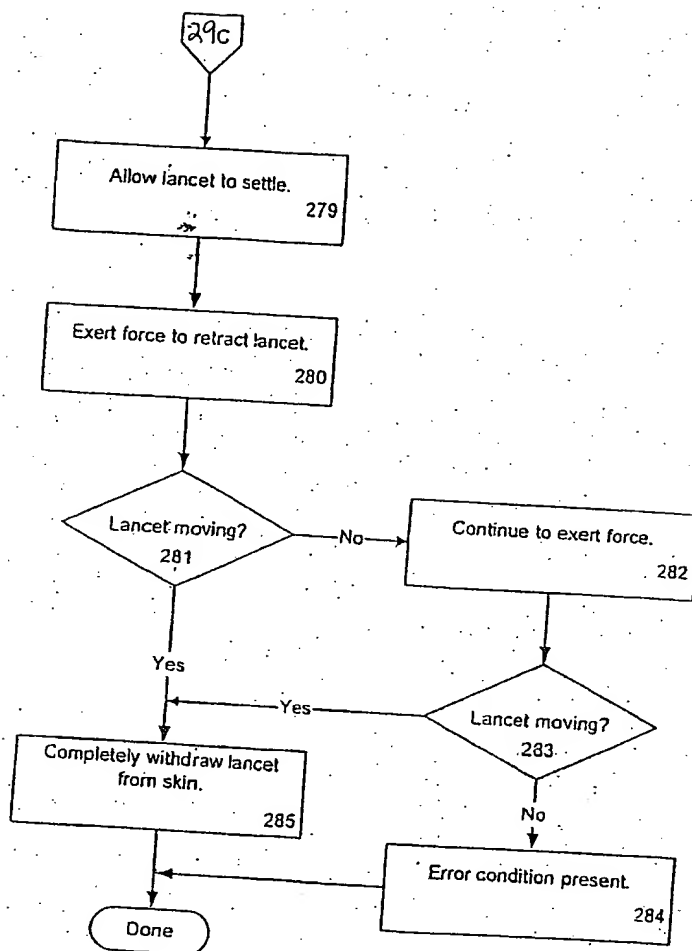 29c
Allow lancet to settle.
279
Exert force to retract lancet.
280
Lancet moving?
281
No
Continue to exert force.
282
Yes
Yes
Lancet moving?
283
Completely withdraw lancet
from skin.
285
No
Error condition present.
284
Done